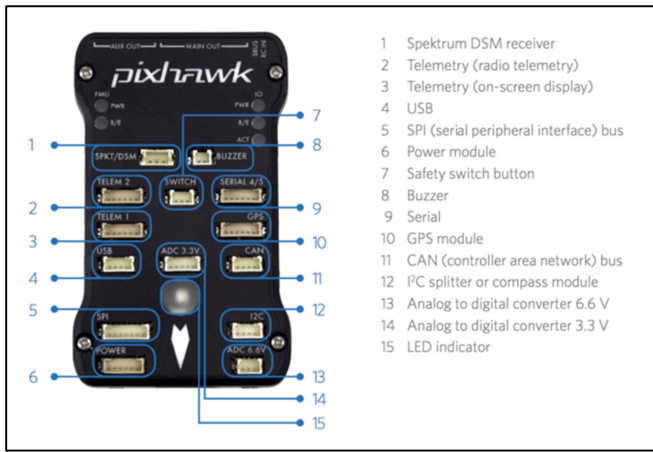 AUX OUT MAIN OUT SBUS RC IN
pixhawk
FMU IO
PWR PWR
B/E B/E
ACT
SPKT/DSM BUZZER
TELEM 2 SWITCH SERIAL 4/5
TELEM 1 GPS
USB ADC 3.3V CAN
SPI I2C
POWER ADC 6.6V
1
2
3
4
5
6
7
8
9
10
11
12
13
14
15
1 Spektrum DSM receiver
2 Telemetry (radio telemetry)
3 Telemetry (on-screen display)
4 USB
5 SPI (serial peripheral interface) bus
6 Power module
7 Safety switch button
8 Buzzer
9 Serial
10 GPS module
11 CAN (controller area network) bus
12 I²C splitter or compass module
13 Analog to digital converter 6.6 V
14 Analog to digital converter 3.3 V
15 LED indicator